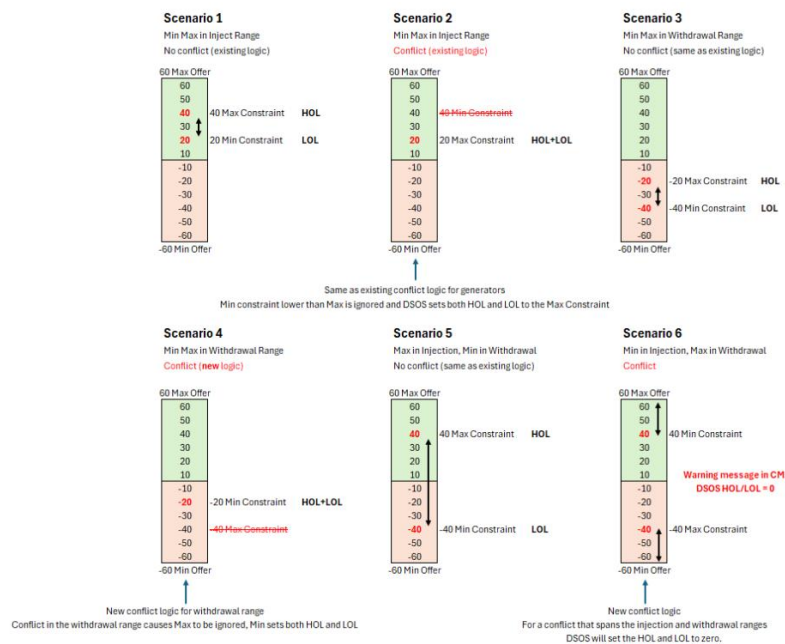 Scenario 1
Min Max in Inject Range
No conflict (existing logic)
60 Max Offer
60
50
40 40 Max Constraint HOL
30
20 20 Min Constraint LOL
10
-10
-20
-30
-40
-50
-60
-60 Min Offer
Scenario 2
Min Max in Inject Range
Conflict (existing logic)
60 Max Offer
60
50
40 40 Min Constraint
30
20 20 Max Constraint HOL+LOL
10
-10
-20
-30
-40
-50
-60
-60 Min Offer
Same as existing conflict logic for generators
Min constraint lower than Max is ignored and DSOS sets both HOL and LOL to the Max Constraint
Scenario 3
Min Max in Withdrawal Range
No conflict (same as existing logic)
60 Max Offer
60
50
40
30
20
10
-10
-20 -20 Max Constraint HOL
-30
-40 -40 Min Constraint LOL
-50
-60
-60 Min Offer
Scenario 4
Min Max in Withdrawal Range
Conflict (new logic)
60 Max Offer
60
50
40
30
20
10
-10
-20 -20 Min Constraint HOL+LOL
-30
-40 -40 Max Constraint
-50
-60
-60 Min Offer
New conflict logic for withdrawal range
Conflict in the withdrawal range causes Max to be ignored, Min sets both HOL and LOL
Scenario 5
Max in Injection, Min in Withdrawal
No conflict (same as existing logic)
60 Max Offer
60
50
40 40 Max Constraint HOL
30
20
10
-10
-20
-30
-40 -40 Min Constraint LOL
-50
-60
-60 Min Offer
Scenario 6
Min in Injection, Max in Withdrawal
Conflict
60 Max Offer
60
50
40 40 Min Constraint
30
20
10
Warning message in CM
DSOS HOL/LOL = 0
-10
-20
-30
-40 -40 Max Constraint
-50
-60
-60 Min Offer
New conflict logic
For a conflict that spans the injection and withdrawal ranges
DSOS will set the HOL and LOL to zero.